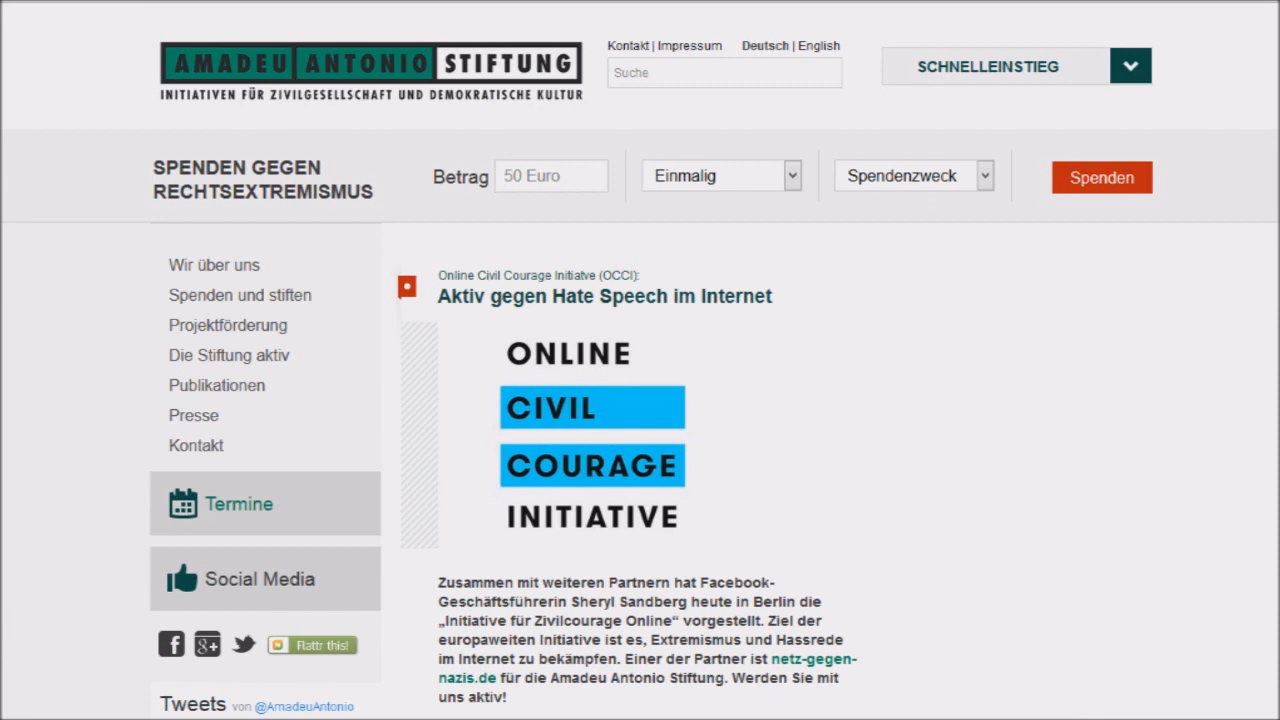 AMADEU ANTONIO STIFTUNG
INITIATIVEN FÜR ZIVILGESELLSCHAFT UND DEMOKRATISCHE KULTUR
Kontakt | Impressum Deutsch | English
Suche
SCHNELLEINSTIEG
SPENDEN GEGEN
RECHTSEXTREMISMUS
Betrag 50 Euro Einmalig Spendenzweck Spenden
Wir über uns
Spenden und stiften
Projektförderung
Die Stiftung aktiv
Publikationen
Presse
Kontakt
Termine
Social Media
f g+ Flattr this!
Tweets von @AmadeuAntonio
Online Civil Courage Initiatve (OCCI):
Aktiv gegen Hate Speech im Internet
ONLINE
CIVIL
COURAGE
INITIATIVE
Zusammen mit weiteren Partnern hat Facebook-
Geschäftsführerin Sheryl Sandberg heute in Berlin die
„Initiative für Zivilcourage Online“ vorgestellt. Ziel der
europaweiten Initiative ist es, Extremismus und Hassrede
im Internet zu bekämpfen. Einer der Partner ist netz-gegen-
nazis.de für die Amadeu Antonio Stiftung. Werden Sie mit
uns aktiv!